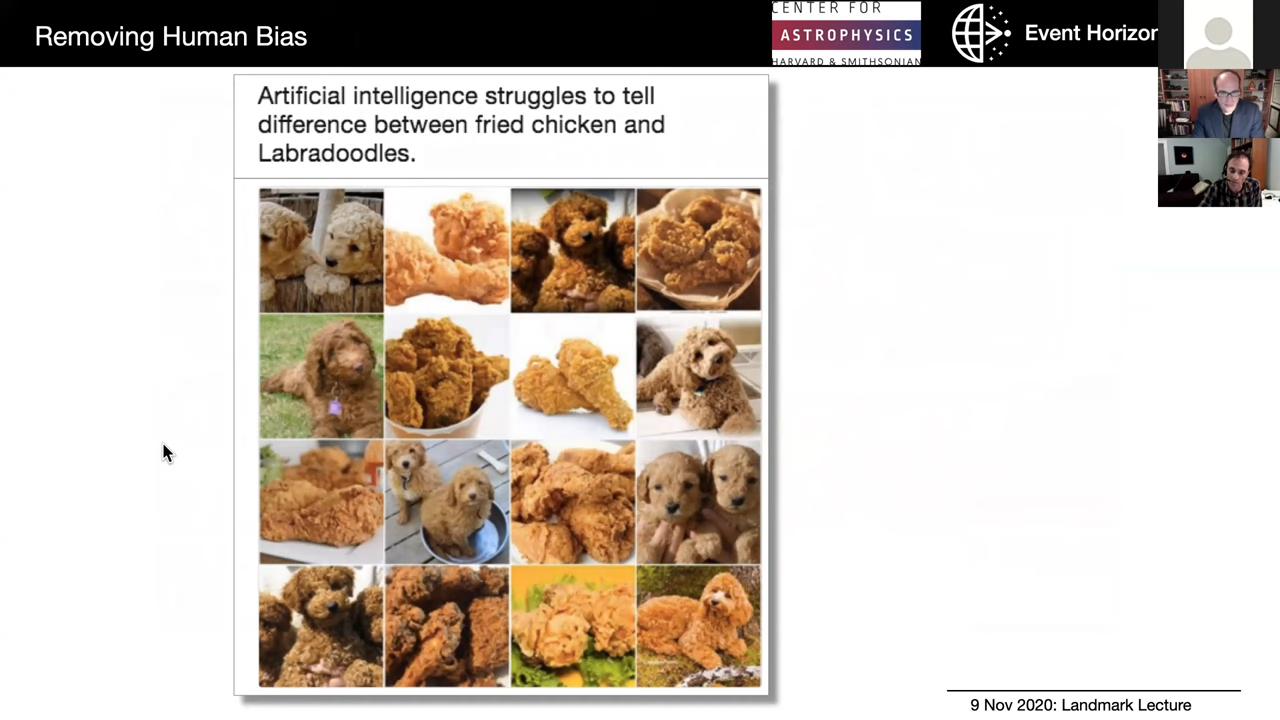 Removing Human Bias
CENTER FOR
ASTROPHYSICS
HARVARD & SMITHSONIAN
Event Horizon
Artificial intelligence struggles to tell
difference between fried chicken and
Labradoodles.
9 Nov 2020: Landmark Lecture